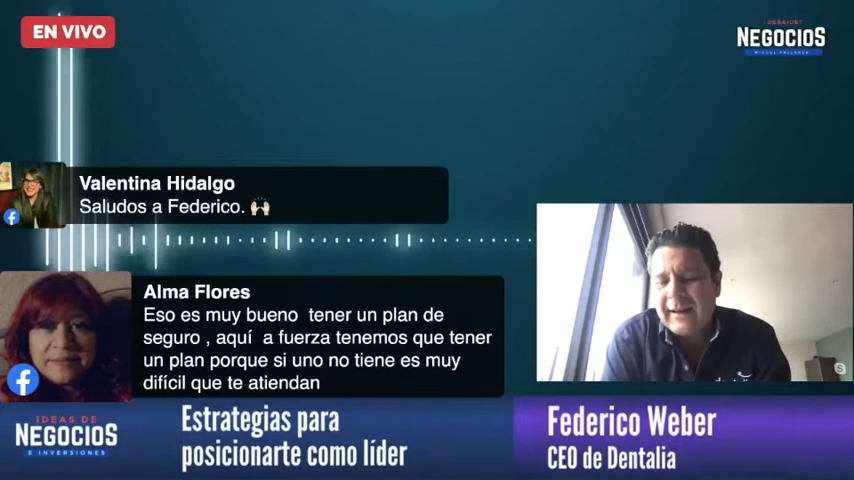 EN VIVO
NEGOCIOS
Valentina Hidalgo
Saludos a Federico. 🙌🏻
Alma Flores
Eso es muy bueno tener un plan de
seguro , aquí a fuerza tenemos que tener
un plan porque si uno no tiene es muy
difícil que te atiendan
IDEAS DE
NEGOCIOS
E INVERSIONES
Estrategias para
posicionarte como líder
Federico Weber
CEO de Dentalia